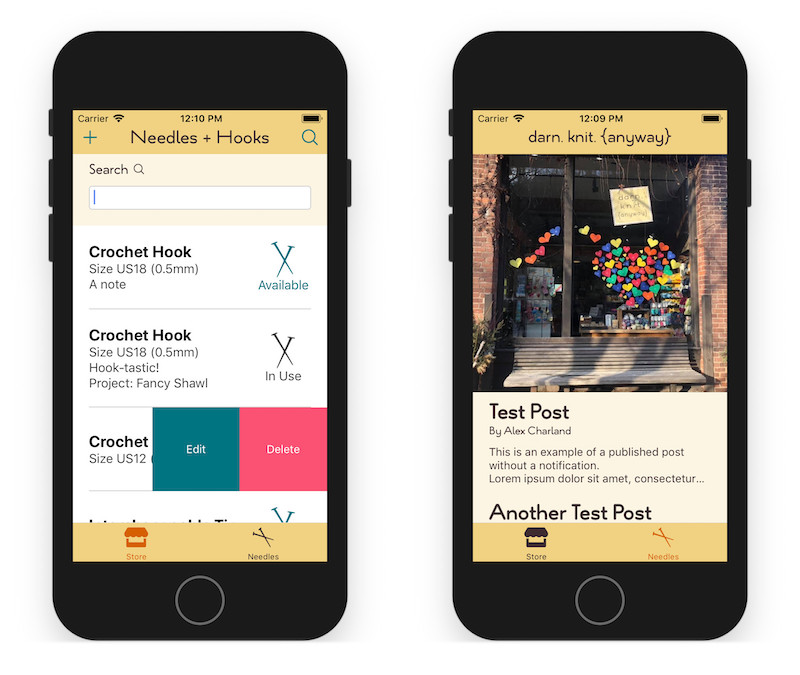 Carrier 12:10 PM
Needles + Hooks
Search
Crochet Hook
Size US18 (0.5mm)
A note
Available
Crochet Hook
Size US18 (0.5mm)
Hook-tastic!
Project: Fancy Shawl
In Use
Crochet
Size US12
Edit
Delete
Store
Needles
Carrier 12:09 PM
darn. knit. {anyway}
darn.
knit
{anyway}
Test Post
By Alex Charland
This is an example of a published post
without a notification.
Lorem ipsum dolor sit amet, consectetur...
Another Test Post
Store
Needles